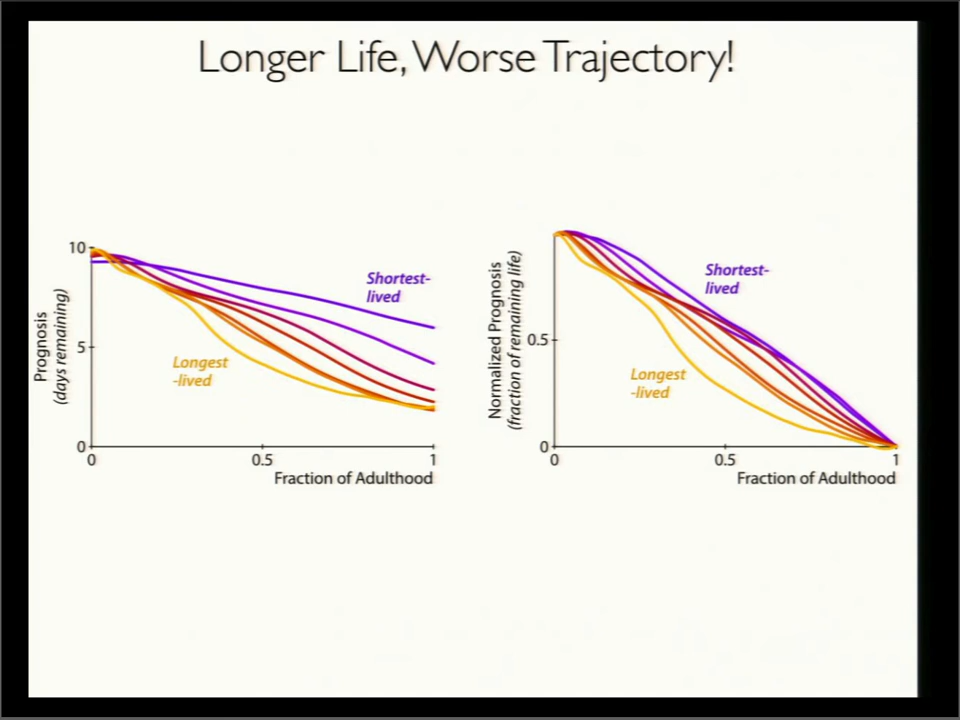 Longer Life, Worse Trajectory!
Prognosis
(days remaining)
10
5
0
0
0.5
1
Fraction of Adulthood
Shortest-
lived
Longest
-lived
Normalized Prognosis
(fraction of remaining life)
0.5
0
0
0.5
1
Fraction of Adulthood
Shortest-
lived
Longest
-lived